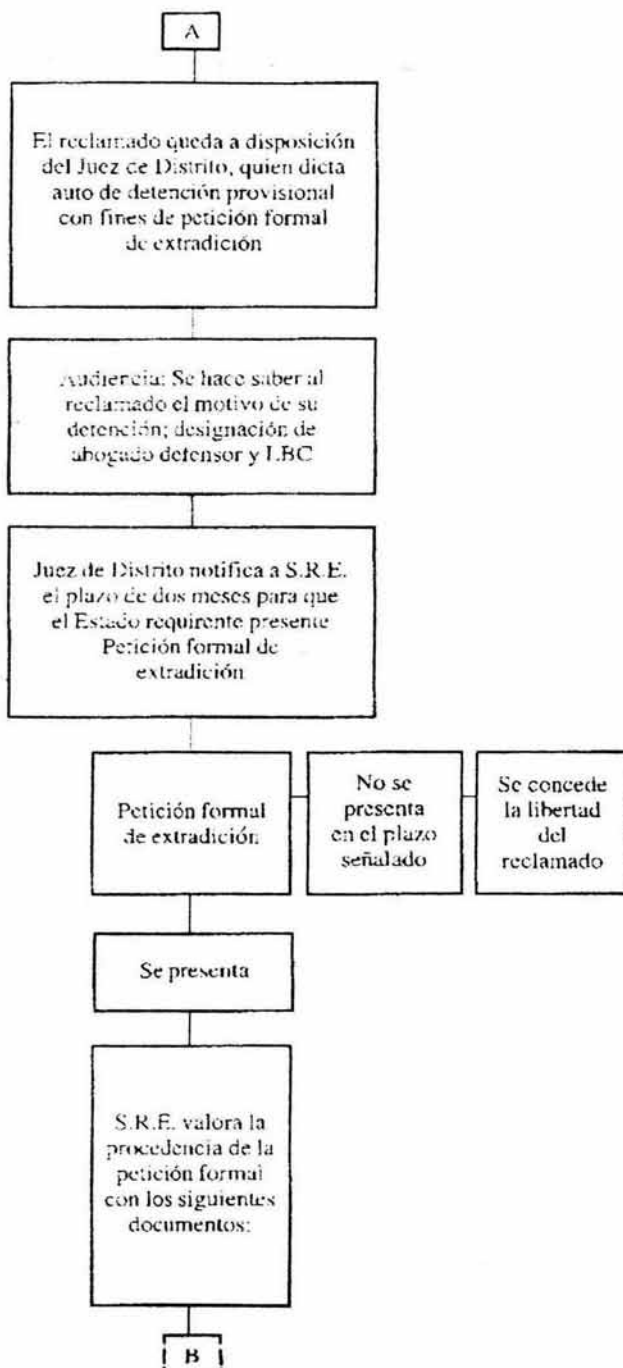 A
El reclamado queda a disposición
del Juez de Distrito, quien dicta
auto de detención provisional
con fines de petición formal
de extradición
Audiencia: Se hace saber al
reclamado el motivo de su
detención; designación de
abogado defensor y LBC
Juez de Distrito notifica a S.R.E.
el plazo de dos meses para que
el Estado requirente presente
Petición formal de
extradición
Petición formal
de extradición
No se
presenta
en el plazo
señalado
Se concede
la libertad
del
reclamado
Se presenta
S.R.E. valora la
procedencia de la
petición formal
con los siguientes
documentos:
B